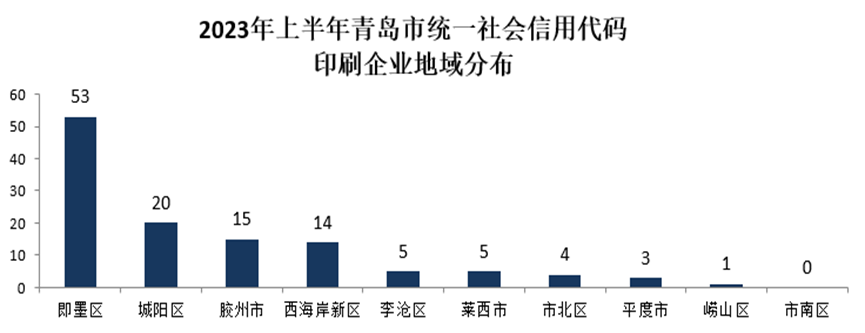 2023年上半年青岛市统一社会信用代码
印刷企业地域分布
60
50
40
30
20
10
0
53
20
15
14
5
5
4
3
1
0
即墨区
城阳区
胶州市
西海岸新区
李沧区
莱西市
市北区
平度市
崂山区
市南区